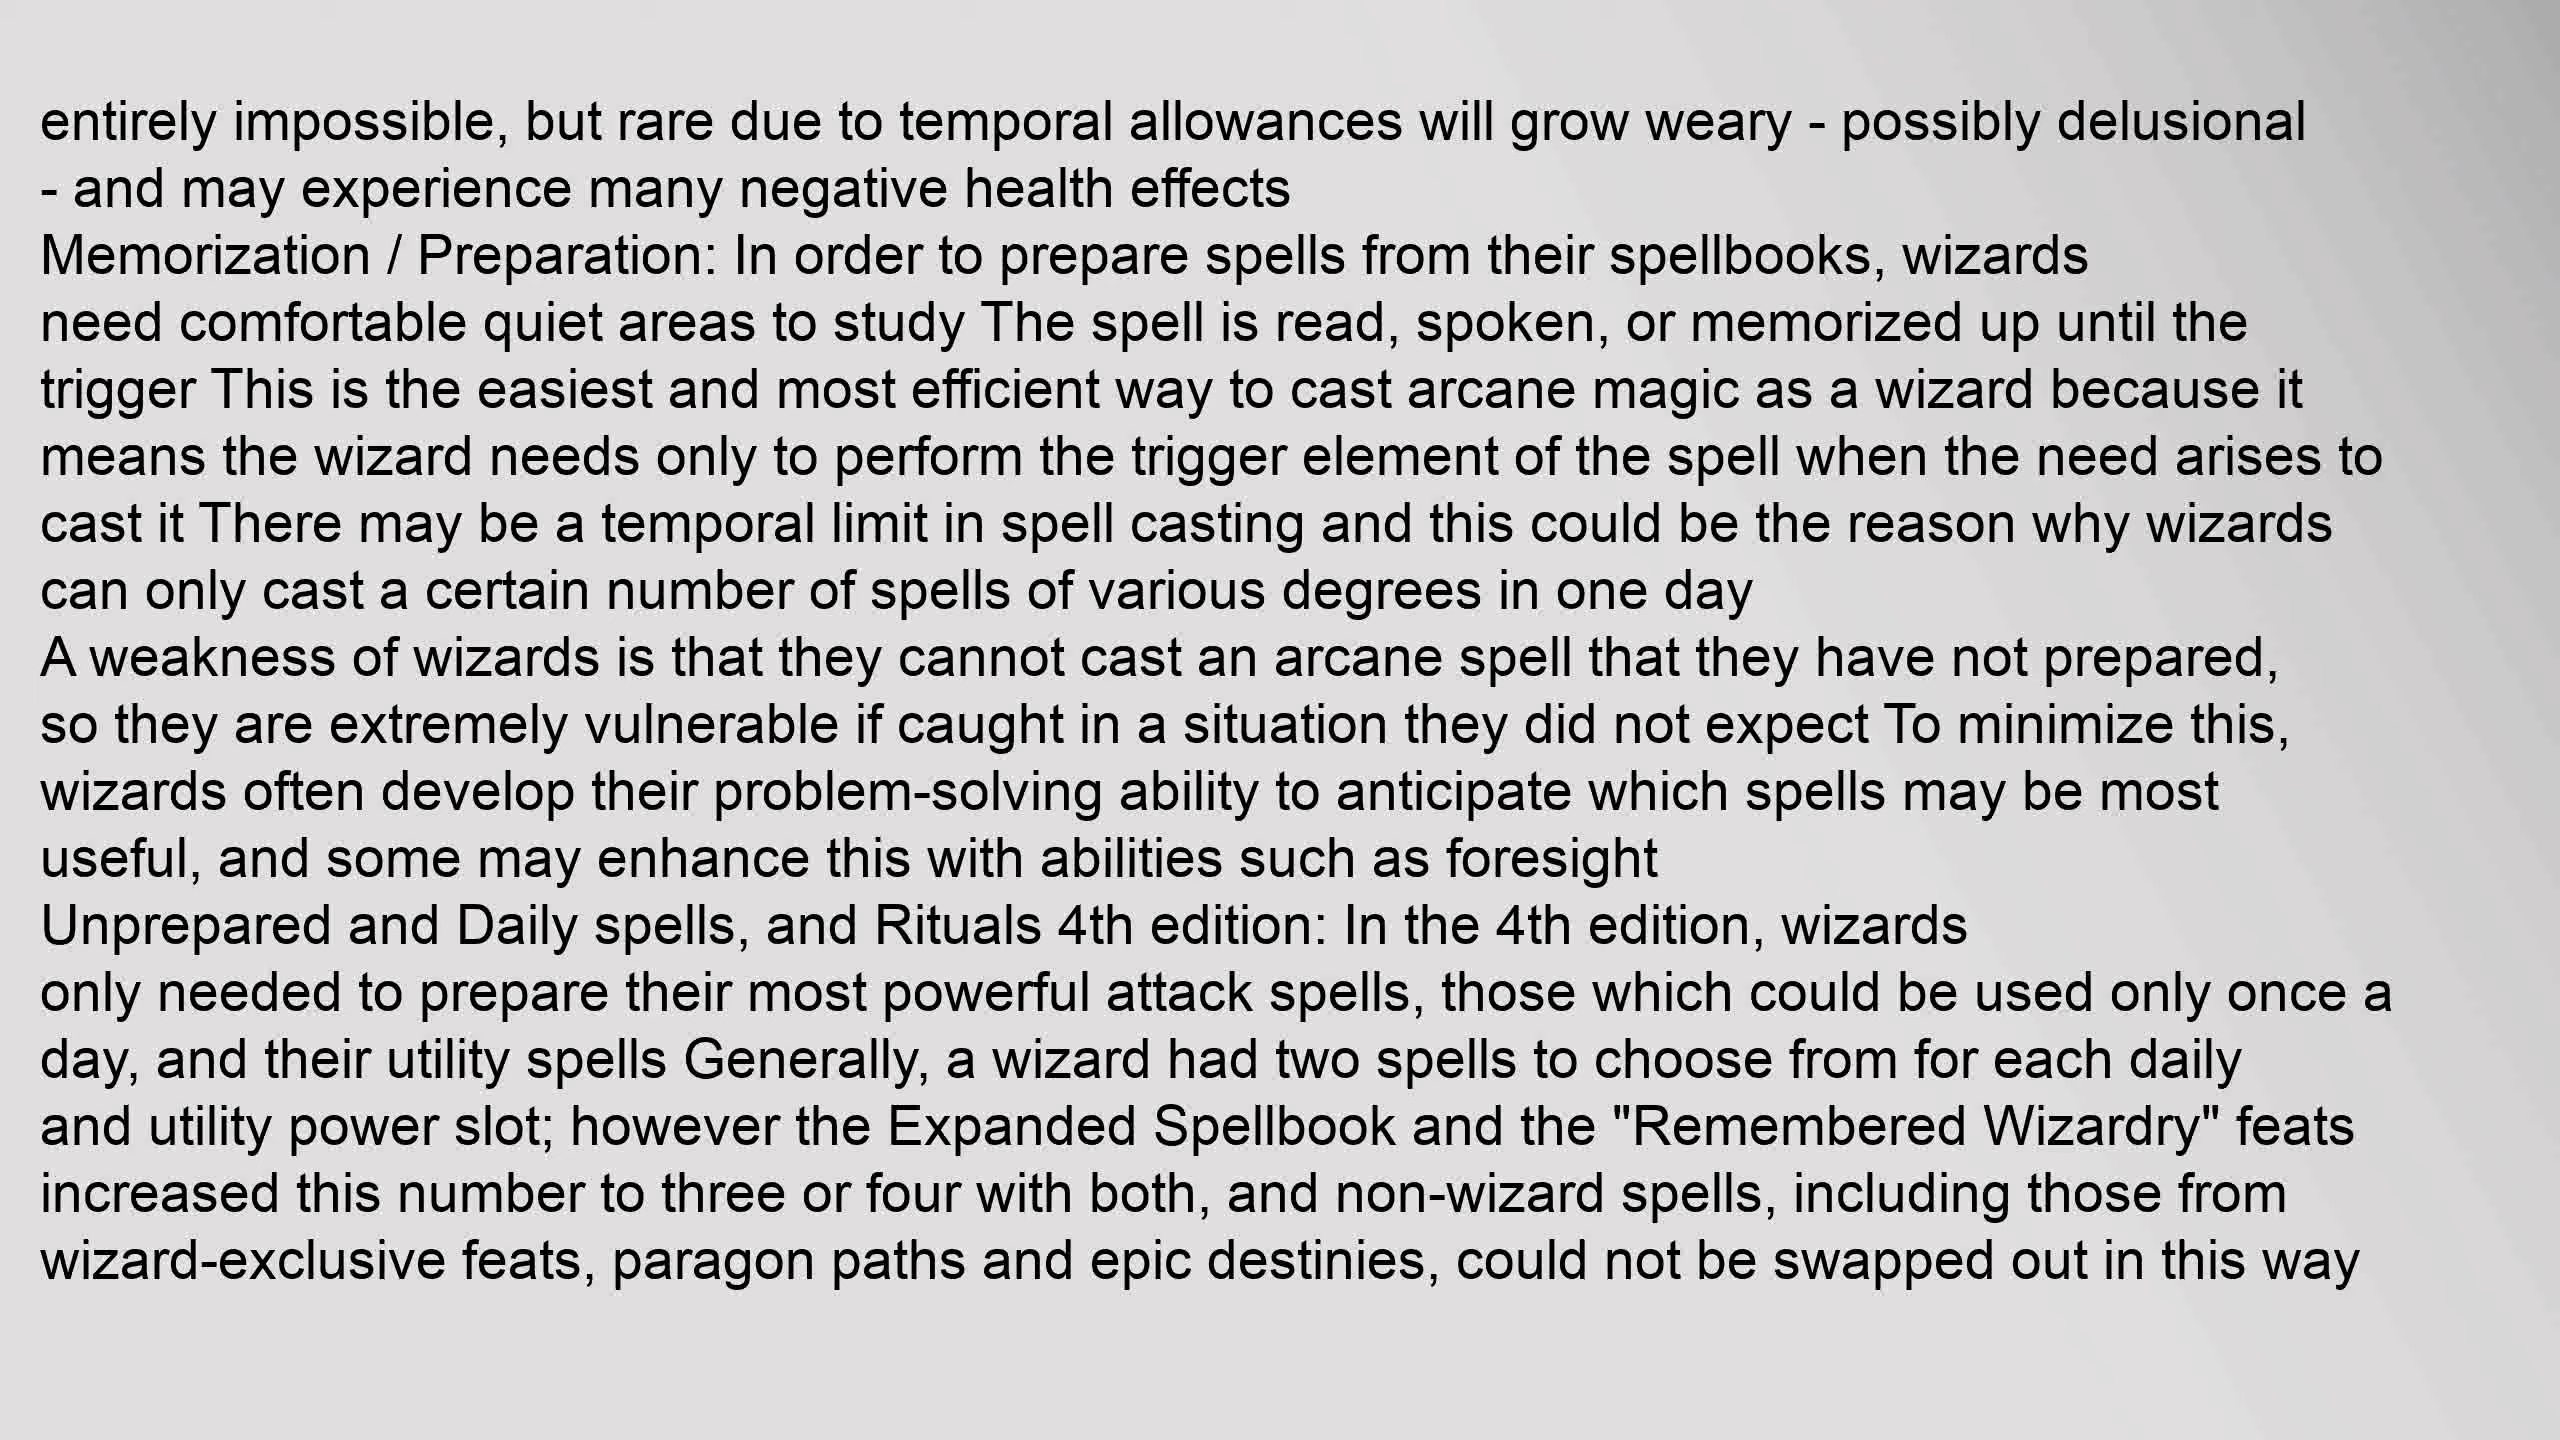 entirely impossible, but rare due to temporal allowances will grow weary - possibly delusional
- and may experience many negative health effects
Memorization / Preparation: In order to prepare spells from their spellbooks, wizards
need comfortable quiet areas to study The spell is read, spoken, or memorized up until the
trigger This is the easiest and most efficient way to cast arcane magic as a wizard because it
means the wizard needs only to perform the trigger element of the spell when the need arises to
cast it There may be a temporal limit in spell casting and this could be the reason why wizards
can only cast a certain number of spells of various degrees in one day
A weakness of wizards is that they cannot cast an arcane spell that they have not prepared,
so they are extremely vulnerable if caught in a situation they did not expect To minimize this,
wizards often develop their problem-solving ability to anticipate which spells may be most
useful, and some may enhance this with abilities such as foresight
Unprepared and Daily spells, and Rituals 4th edition: In the 4th edition, wizards
only needed to prepare their most powerful attack spells, those which could be used only once a
day, and their utility spells Generally, a wizard had two spells to choose from for each daily
and utility power slot; however the Expanded Spellbook and the "Remembered Wizardry" feats
increased this number to three or four with both, and non-wizard spells, including those from
wizard-exclusive feats, paragon paths and epic destinies, could not be swapped out in this way